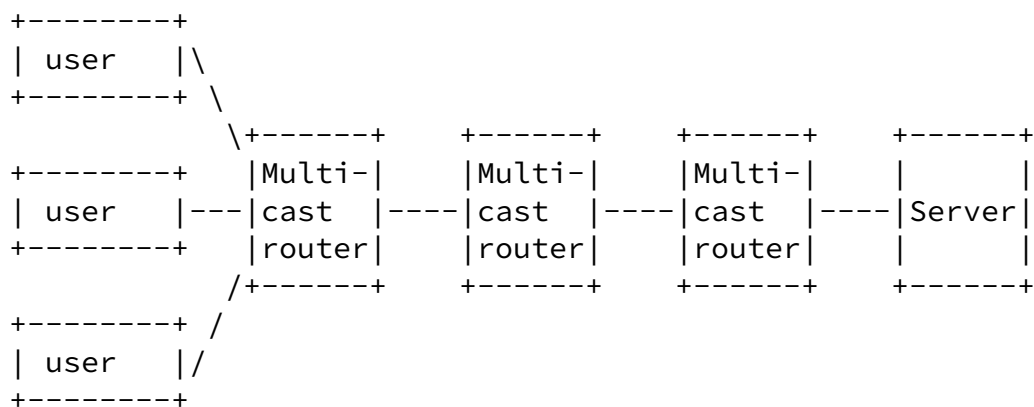 user
user
user
Multi-
cast
router
Multi-
cast
router
Multi-
cast
router
Server